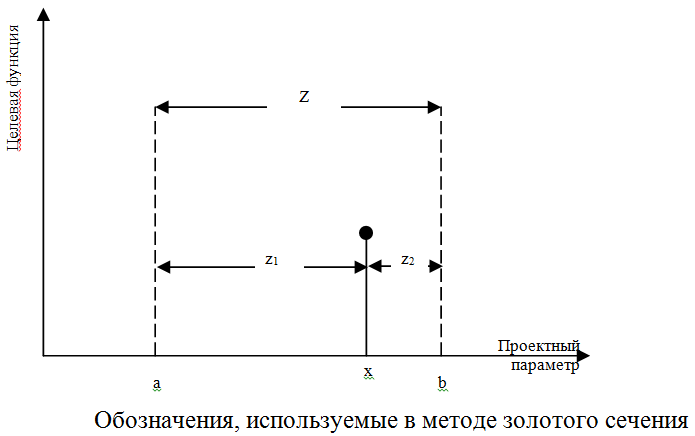 Целевая функция
Z
z1
z2
Проектный
параметр
a
x
b
Обозначения, используемые в методе золотого сечения